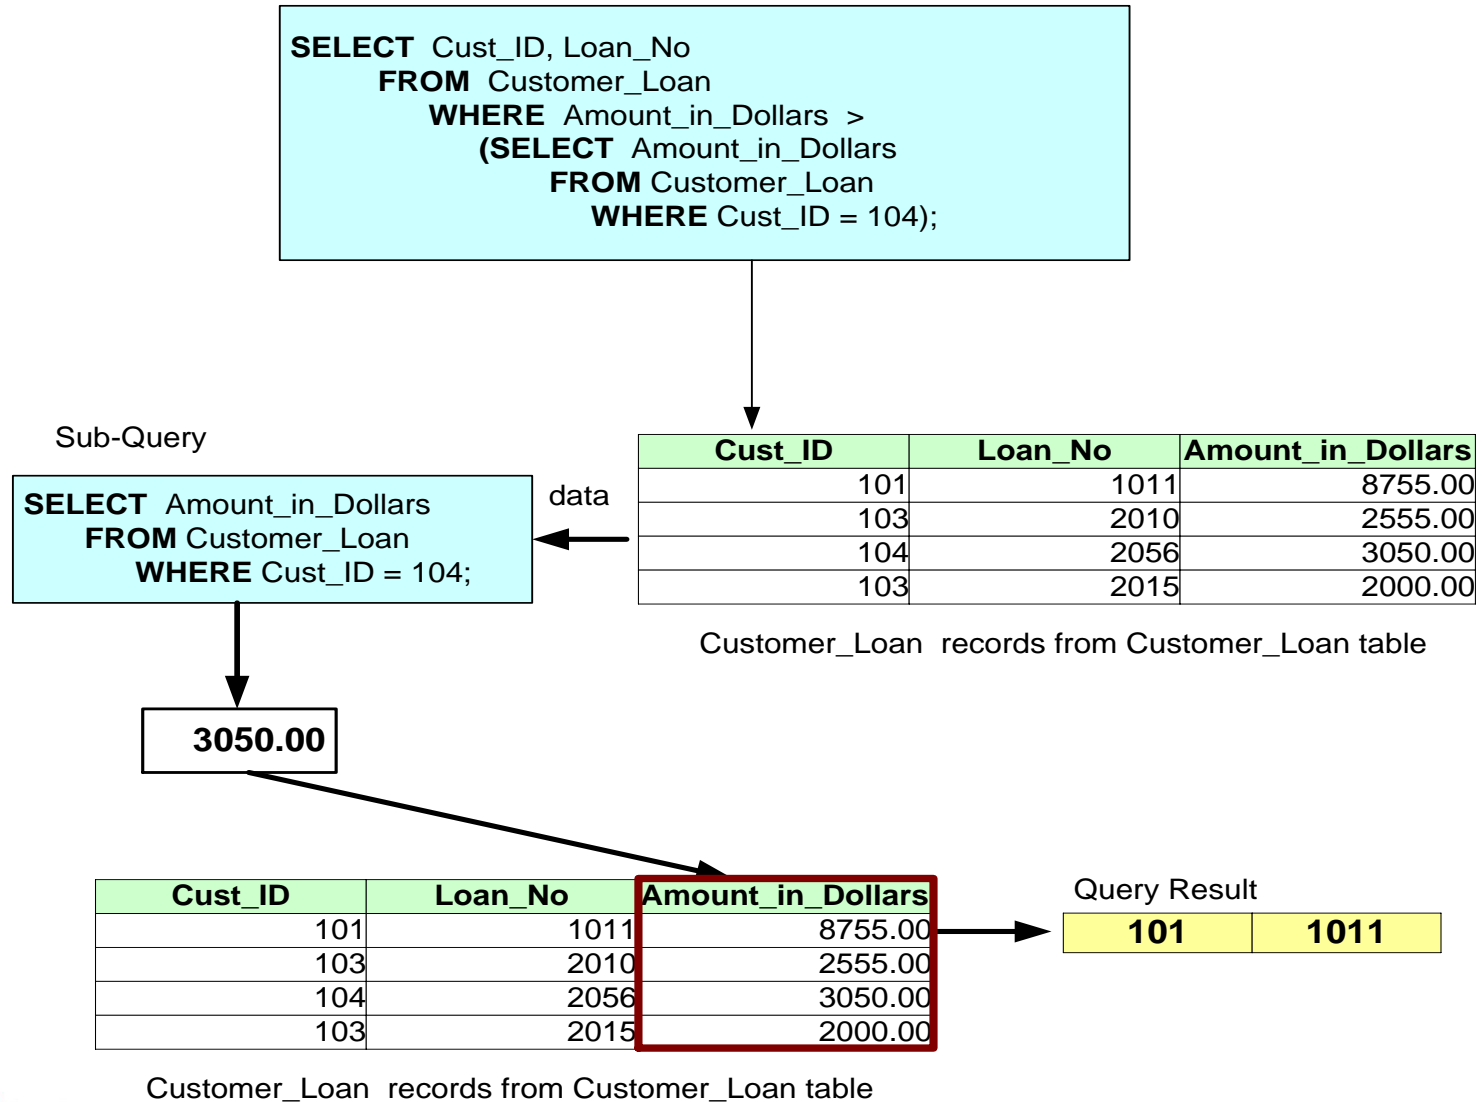 SELECT Cust_ID, Loan_No
FROM Customer_Loan
WHERE Amount_in_Dollars >
(SELECT Amount_in_Dollars
FROM Customer_Loan
WHERE Cust_ID = 104);
Sub-Query
SELECT Amount_in_Dollars
FROM Customer_Loan
WHERE Cust_ID = 104;
data
Cust_ID Loan_No Amount_in_Dollars
101 1011 8755.00
103 2010 2555.00
104 2056 3050.00
103 2015 2000.00
Customer_Loan records from Customer_Loan table
3050.00
Cust_ID Loan_No Amount_in_Dollars
101 1011 8755.00
103 2010 2555.00
104 2056 3050.00
103 2015 2000.00
Customer_Loan records from Customer_Loan table
Query Result
101 1011